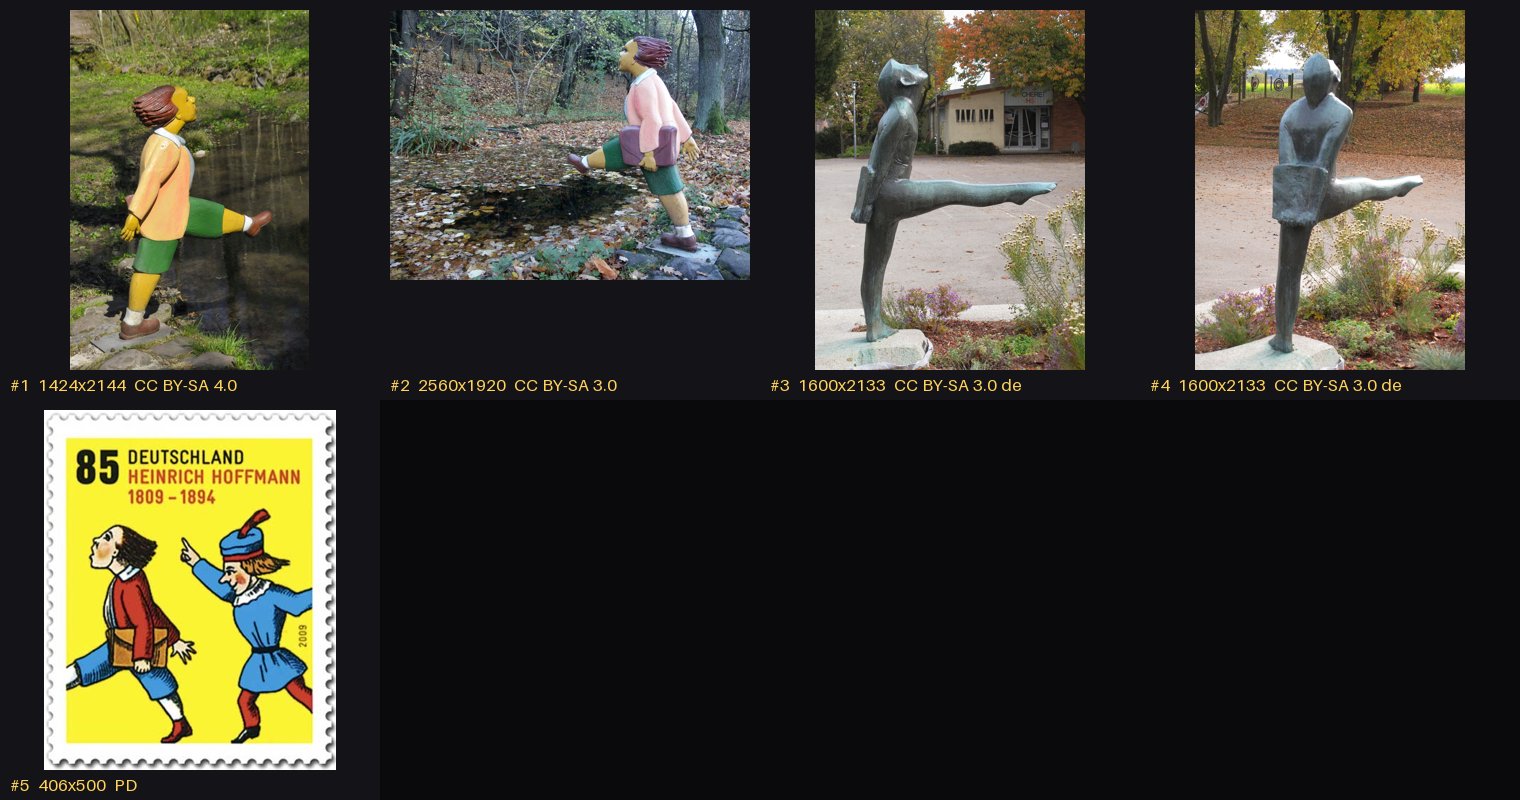 #1 1424x2144 CC BY-SA 4.0
#2 2560x1920 CC BY-SA 3.0
#3 1600x2133 CC BY-SA 3.0 de
#4 1600x2133 CC BY-SA 3.0 de
85 DEUTSCHLAND
HEINRICH HOFFMANN
1809 – 1894
2009
#5 406x500 PD